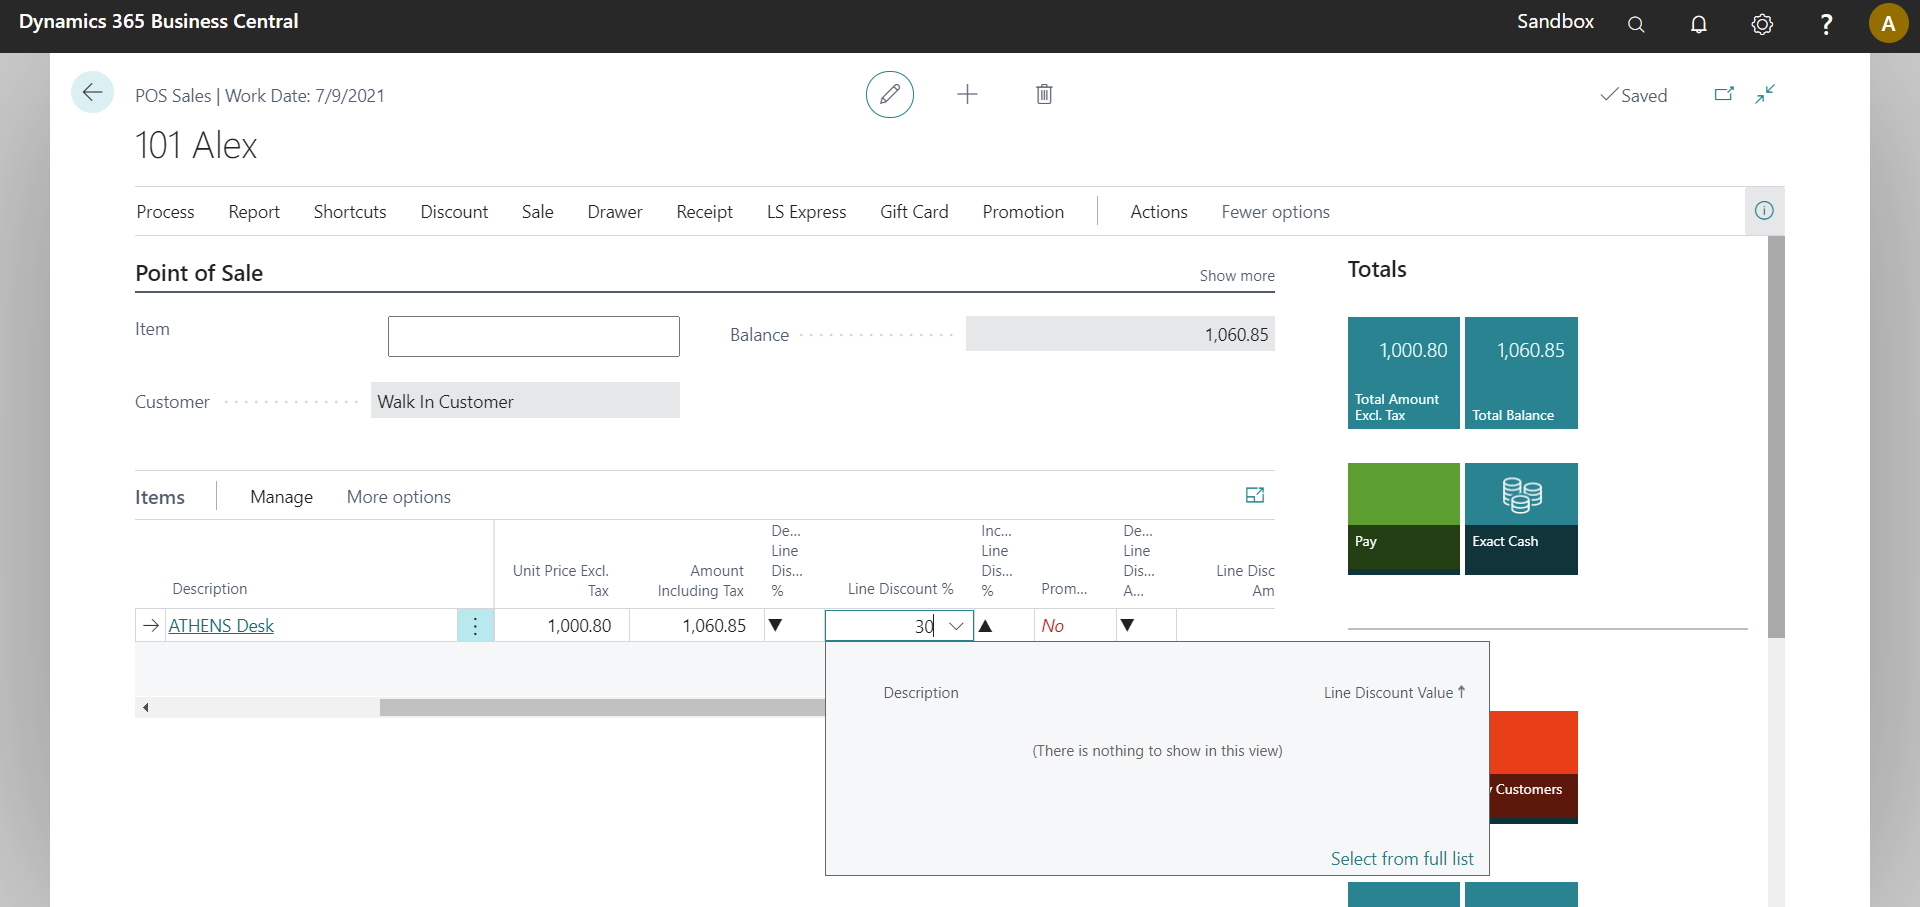 Dynamics 365 Business Central
Sandbox
?
A
POS Sales | Work Date: 7/9/2021
Saved
101 Alex
Process Report Shortcuts Discount Sale Drawer Receipt LS Express Gift Card Promotion Actions Fewer options
Point of Sale
Show more
Item
Balance
1,060.85
Customer
Walk In Customer
Totals
1,000.80
Total Amount
Excl. Tax
1,060.85
Total Balance
Pay
Exact Cash
Items Manage More options
Description
Unit Price Excl.
Tax
Amount
Including Tax
De...
Line
Dis...
%
Line Discount %
Inc...
Line
Dis...
%
Prom...
De...
Line
Dis...
A...
Line Disc
Am
ATHENS Desk
1,000.80
1,060.85
30
No
Description
Line Discount Value
(There is nothing to show in this view)
Select from full list
Customers